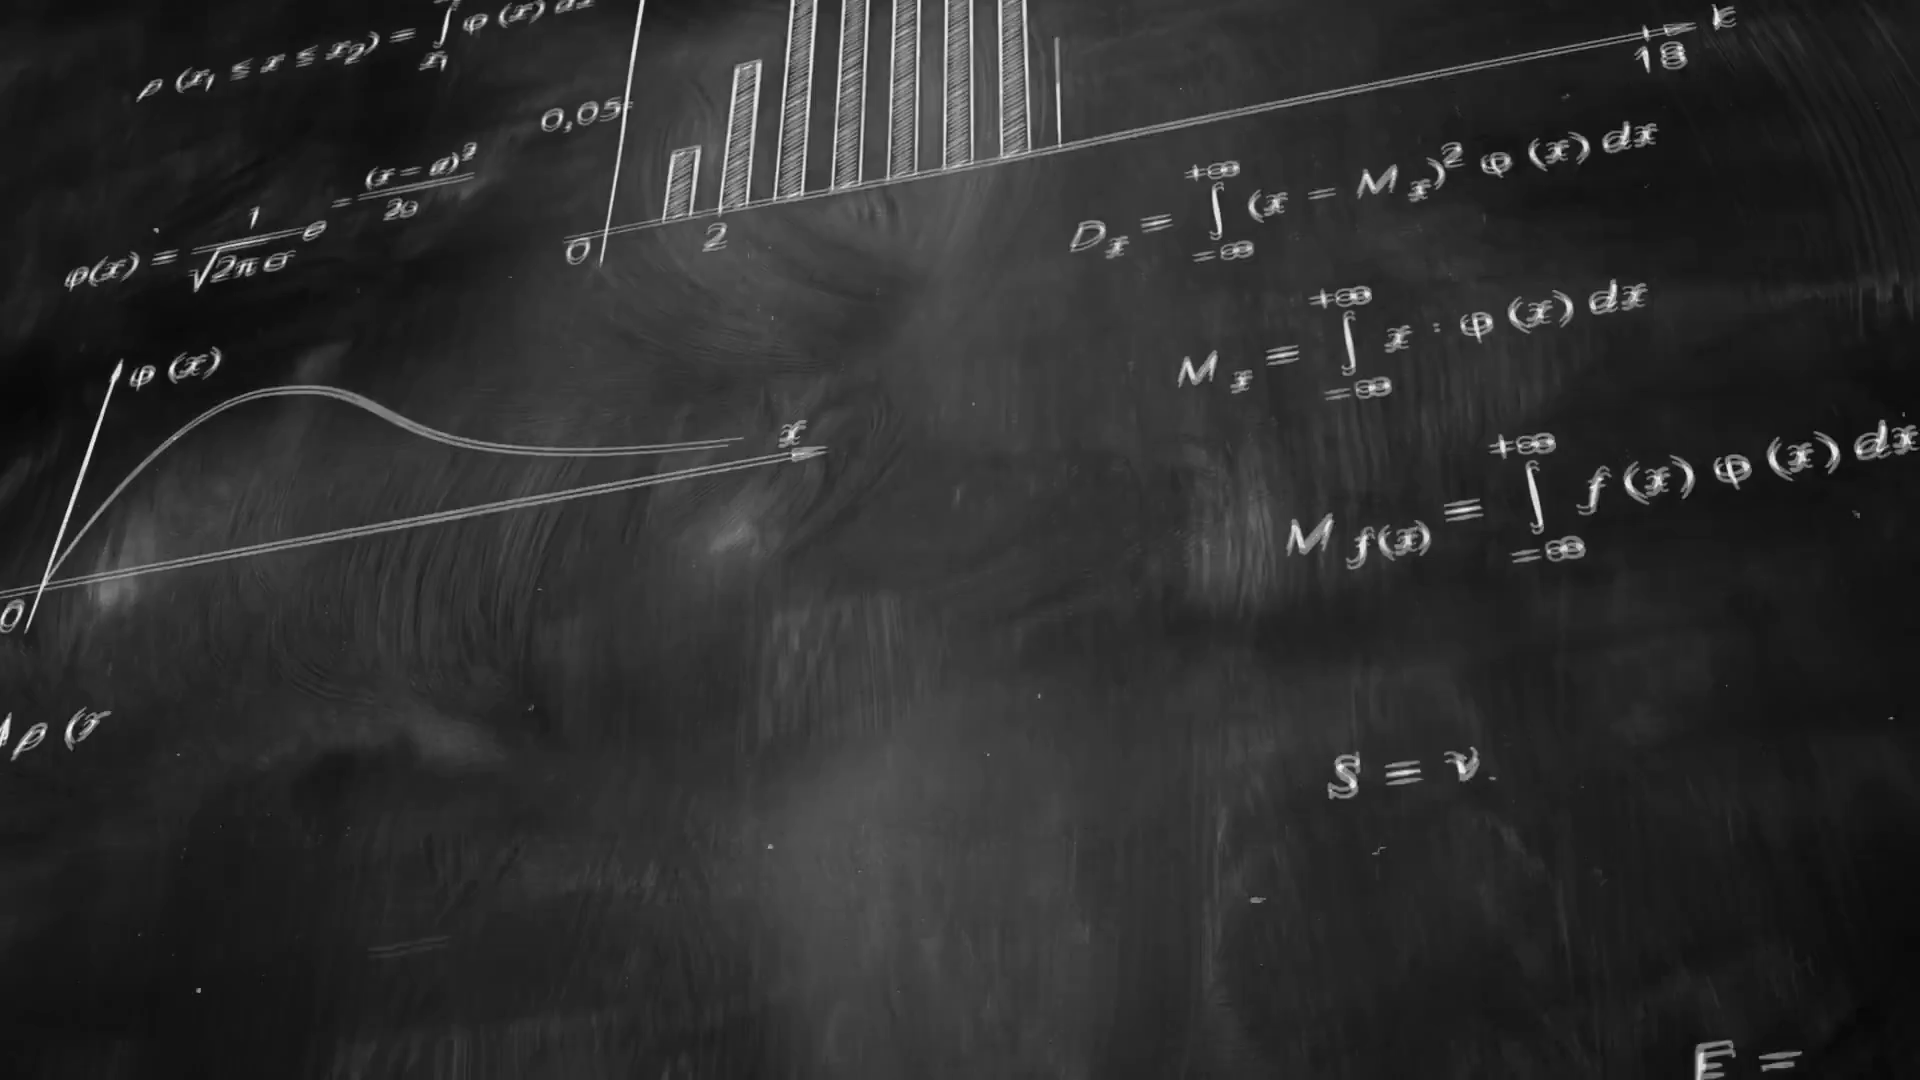 p (x₁ ≤ x ≤ x₂) = ∫x₁ φ (x) dx
0,05
φ(x) = 1/√2πσ e^-(x-a)²/2σ
0
2
18
k
Dₓ = ∫-∞+∞ (x - Mₓ)² φ (x) dx
Mₓ = ∫-∞+∞ x · φ (x) dx
M f(x) = ∫-∞+∞ f (x) φ (x) dx
φ (x)
x
0
p (x
S = v.
E =